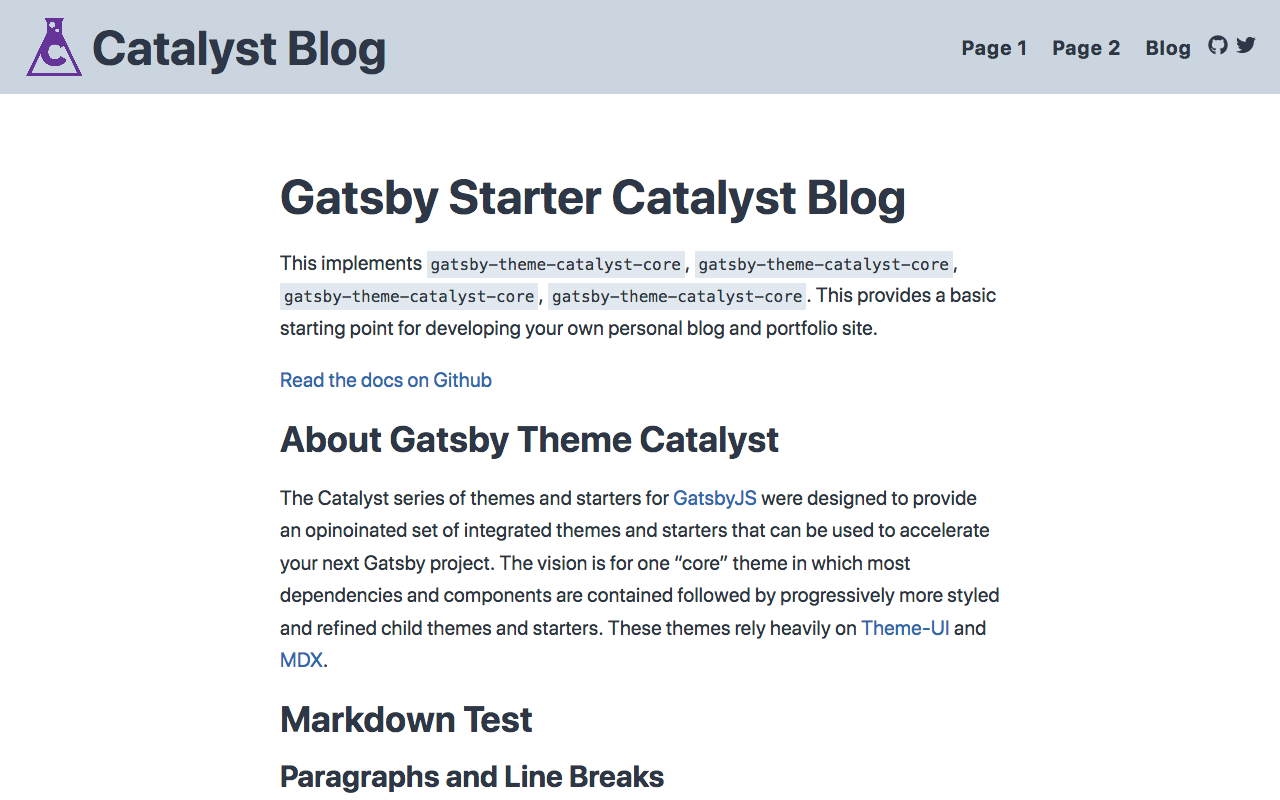 C Catalyst Blog Page 1 Page 2 Blog
Gatsby Starter Catalyst Blog
This implements gatsby-theme-catalyst-core, gatsby-theme-catalyst-core,
gatsby-theme-catalyst-core, gatsby-theme-catalyst-core. This provides a basic
starting point for developing your own personal blog and portfolio site.
Read the docs on Github
About Gatsby Theme Catalyst
The Catalyst series of themes and starters for GatsbyJS were designed to provide
an opinoinated set of integrated themes and starters that can be used to accelerate
your next Gatsby project. The vision is for one “core” theme in which most
dependencies and components are contained followed by progressively more styled
and refined child themes and starters. These themes rely heavily on Theme-UI and
MDX.
Markdown Test
Paragraphs and Line Breaks